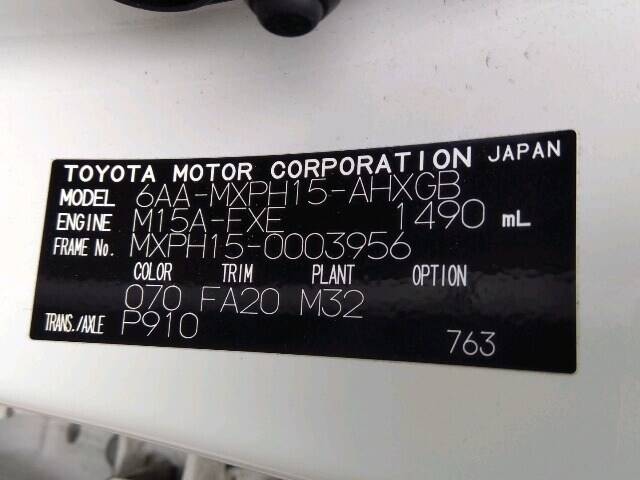 TOYOTA MOTOR CORPORATION JAPAN
MODEL 6AA-MXPH15-AHXGB
ENGINE M15A-FXE 1490 mL
FRAME No. MXPH15-0003956
COLOR TRIM PLANT OPTION
070 FA20 M32
TRANS./AXLE P910
763